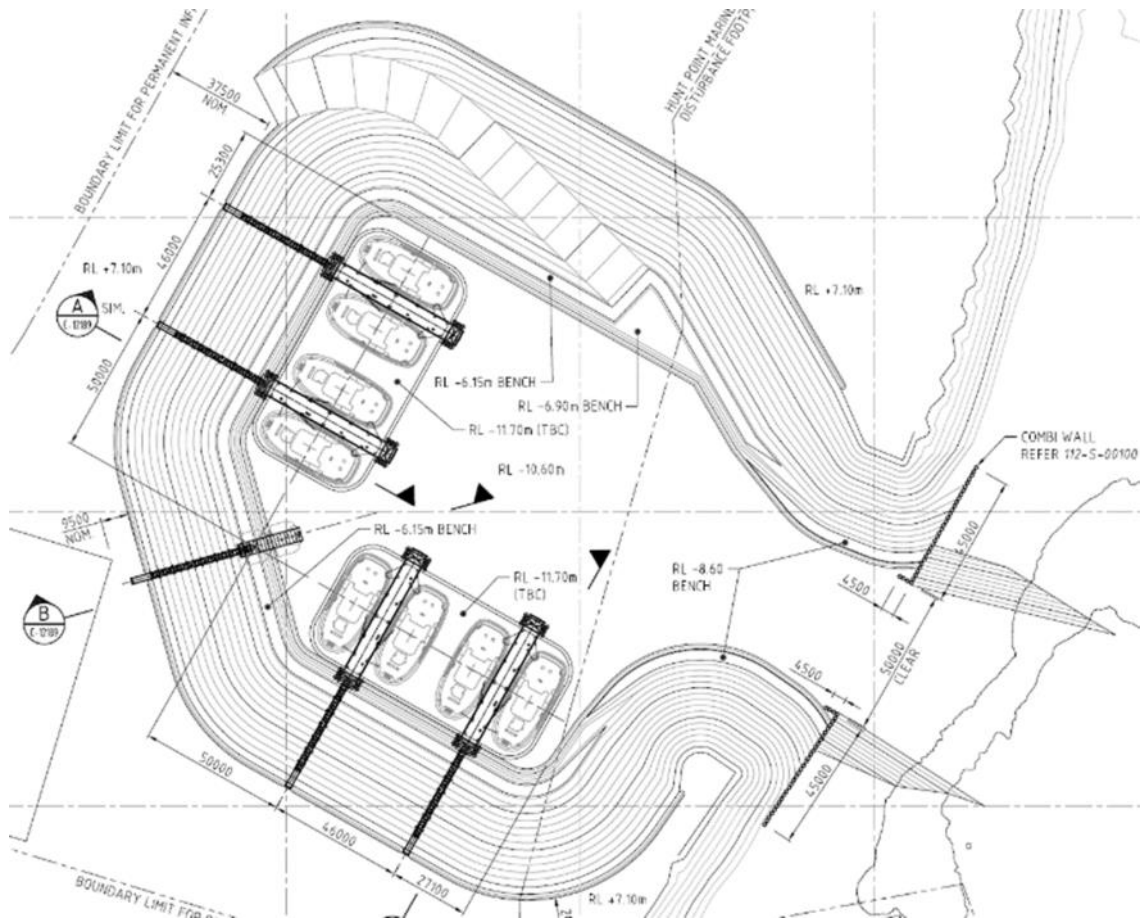 BOUNDARY LIMIT FOR PERMANENT INF
37500
NOM
25300
46000
RL +7.10m
A
SIM.
C-12189
50000
HUNT POINT MARINE
DISTURBANCE FOOTP
RL +7.10m
RL -6.15m BENCH
RL -6.90m BENCH
RL -11.70m (TBC)
RL -10.60m
COMBI WALL
REFER 112-S-00100
9500
NOM
RL -6.15m BENCH
45000
RL -11.70m
(TBC)
RL -8.60
BENCH
4500
B
C-12189
50000
CLEAR
4500
45000
50000
46000
27100
RL +7.10m
BOUNDARY LIMIT FOR